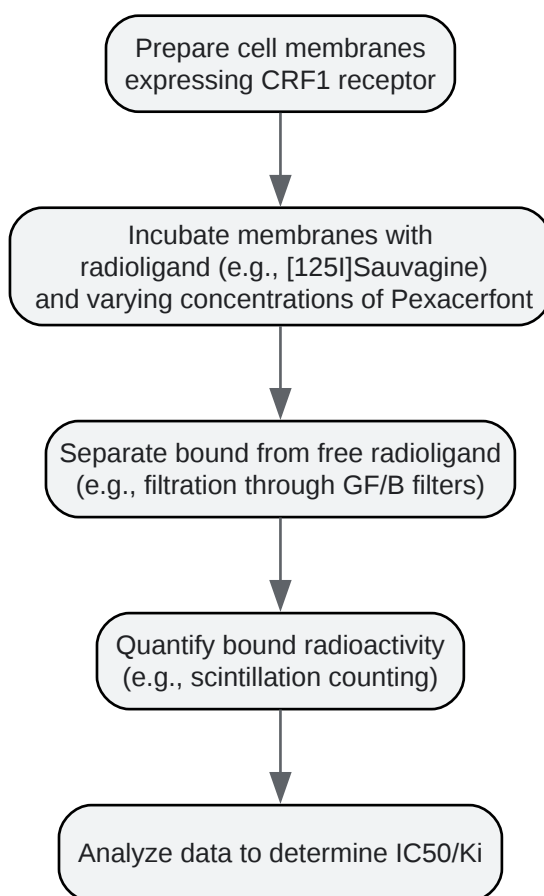 Prepare cell membranes
expressing CRF1 receptor
Incubate membranes with
radioligand (e.g., [125I]Sauvagine)
and varying concentrations of Pexacerfont
Separate bound from free radioligand
(e.g., filtration through GF/B filters)
Quantify bound radioactivity
(e.g., scintillation counting)
Analyze data to determine IC50/Ki